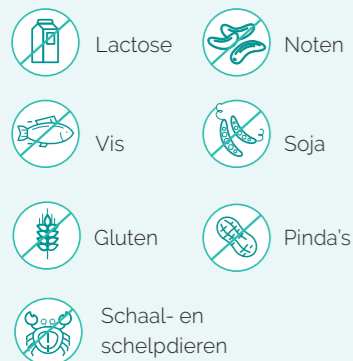 Lactose
Noten
Vis
Soja
Gluten
Pinda's
Schaal- en
schelpdieren